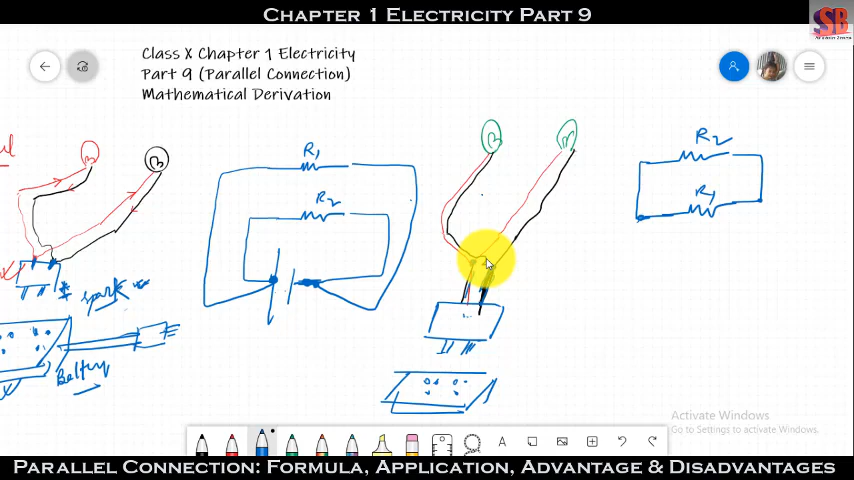 CHAPTER 1 ELECTRICITY PART 9
SB
Class X Chapter 1 Electricity
Part 9 (Parallel Connection)
Mathematical Derivation
R1
R2
R2
R1
spark
Battery
Activate Windows
Go to Settings to activate Windows.
PARALLEL CONNECTION: FORMULA, APPLICATION, ADVANTAGE & DISADVANTAGES